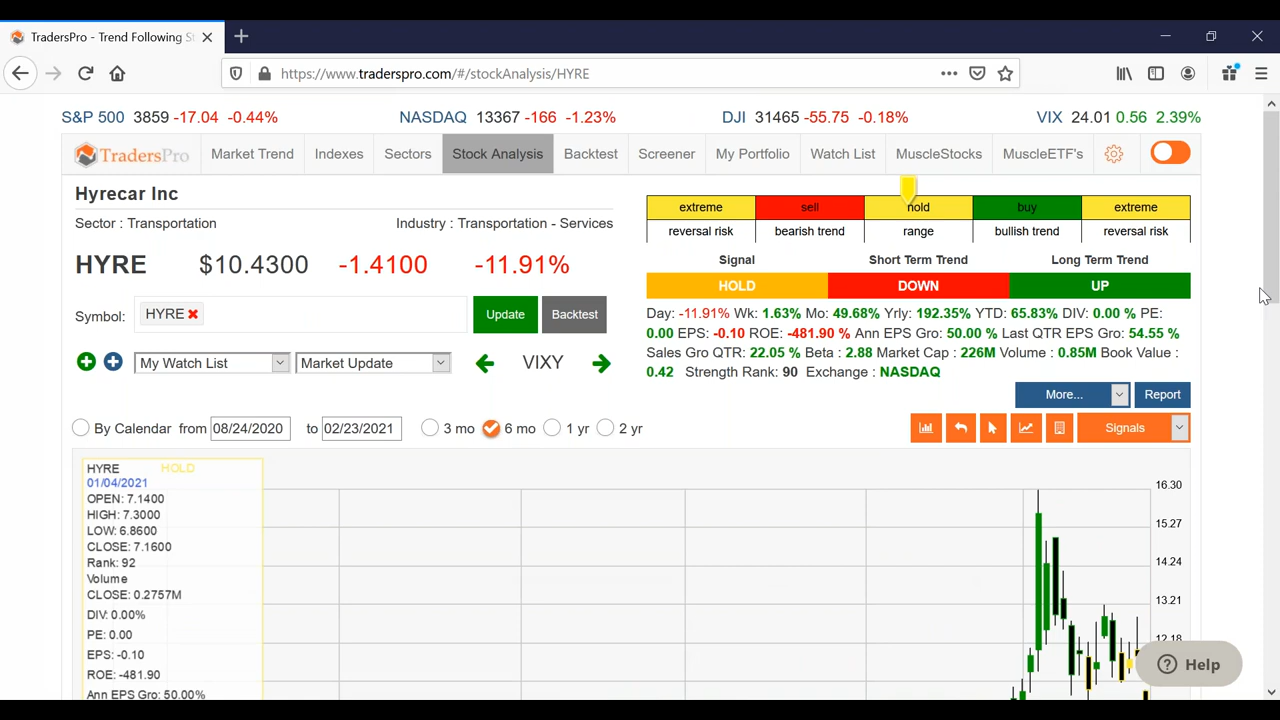 TradersPro - Trend Following St
https://www.traderspro.com/#/stockAnalysis/HYRE
S&P 500 3859 -17.04 -0.44% NASDAQ 13367 -166 -1.23% DJI 31465 -55.75 -0.18% VIX 24.01 0.56 2.39%
TradersPro Market Trend Indexes Sectors Stock Analysis Backtest Screener My Portfolio Watch List MuscleStocks MuscleETF's
Hyrecar Inc
Sector : Transportation Industry : Transportation - Services
HYRE $10.4300 -1.4100 -11.91%
Symbol: HYRE Update Backtest
My Watch List Market Update VIXY
extreme sell hold buy extreme
reversal risk bearish trend range bullish trend reversal risk
Signal Short Term Trend Long Term Trend
HOLD DOWN UP
Day: -11.91% Wk: 1.63% Mo: 49.68% Yrly: 192.35% YTD: 65.83% DIV: 0.00 % PE:
0.00 EPS: -0.10 ROE: -481.90 % Ann EPS Gro: 50.00 % Last QTR EPS Gro: 54.55 %
Sales Gro QTR: 22.05 % Beta : 2.88 Market Cap : 226M Volume : 0.85M Book Value :
0.42 Strength Rank: 90 Exchange : NASDAQ
More... Report
By Calendar from 08/24/2020 to 02/23/2021 3 mo 6 mo 1 yr 2 yr
Signals
HYRE HOLD
01/04/2021
OPEN: 7.1400
HIGH: 7.3000
LOW: 6.8600
CLOSE: 7.1600
Rank: 92
Volume
CLOSE: 0.2757M
DIV: 0.00%
PE: 0.00
EPS: -0.10
ROE: -481.90
Ann EPS Gro: 50.00%
16.30
15.27
14.24
13.21
12.18
Help